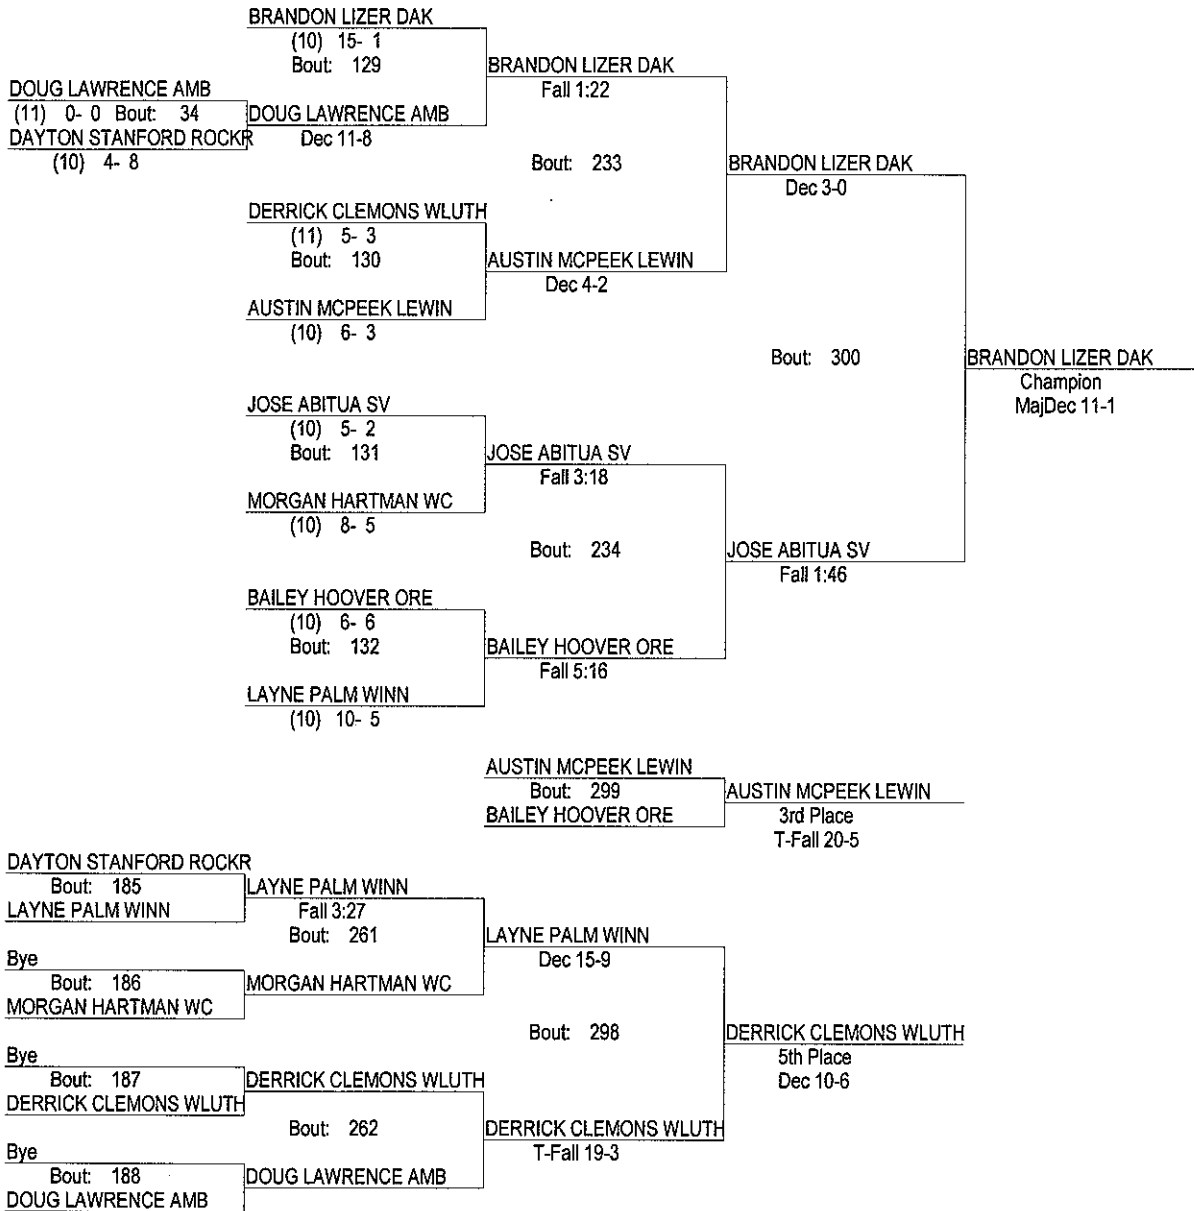 BRANDON LIZER DAK
(10) 15- 1
Bout: 129
BRANDON LIZER DAK
Fall 1:22
DOUG LAWRENCE AMB
(11) 0- 0 Bout: 34
DAYTON STANFORD ROCKR
(10) 4- 8
DOUG LAWRENCE AMB
Dec 11-8
Bout: 233
BRANDON LIZER DAK
Dec 3-0
DERRICK CLEMONS WLUTH
(11) 5- 3
Bout: 130
AUSTIN MCPEEK LEWIN
Dec 4-2
AUSTIN MCPEEK LEWIN
(10) 6- 3
Bout: 300
BRANDON LIZER DAK
Champion
MajDec 11-1
JOSE ABITUA SV
(10) 5- 2
Bout: 131
JOSE ABITUA SV
Fall 3:18
MORGAN HARTMAN WC
(10) 8- 5
Bout: 234
JOSE ABITUA SV
Fall 1:46
BAILEY HOOVER ORE
(10) 6- 6
Bout: 132
BAILEY HOOVER ORE
Fall 5:16
LAYNE PALM WINN
(10) 10- 5
AUSTIN MCPEEK LEWIN
Bout: 299
BAILEY HOOVER ORE
AUSTIN MCPEEK LEWIN
3rd Place
T-Fall 20-5
DAYTON STANFORD ROCKR
Bout: 185
LAYNE PALM WINN
LAYNE PALM WINN
Fall 3:27
Bout: 261
LAYNE PALM WINN
Dec 15-9
Bye
Bout: 186
MORGAN HARTMAN WC
MORGAN HARTMAN WC
Bout: 298
DERRICK CLEMONS WLUTH
5th Place
Dec 10-6
Bye
Bout: 187
DERRICK CLEMONS WLUTH
DERRICK CLEMONS WLUTH
Bout: 262
DERRICK CLEMONS WLUTH
T-Fall 19-3
Bye
Bout: 188
DOUG LAWRENCE AMB
DOUG LAWRENCE AMB